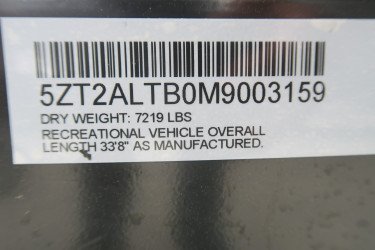 5ZT2ALTB0M9003159
DRY WEIGHT: 7219 LBS
RECREATIONAL VEHICLE OVERALL
LENGTH 33'8" AS MANUFACTURED.